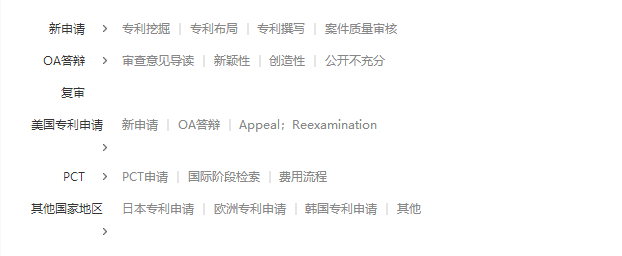 新申请 > 专利挖掘 | 专利布局 | 专利撰写 | 案件质量审核
OA答辩 > 审查意见导读 | 新颖性 | 创造性 | 公开不充分
复审
美国专利申请 > 新申请 | OA答辩 | Appeal；Reexamination
PCT > PCT申请 | 国际阶段检索 | 费用流程
其他国家地区 > 日本专利申请 | 欧洲专利申请 | 韩国专利申请 | 其他